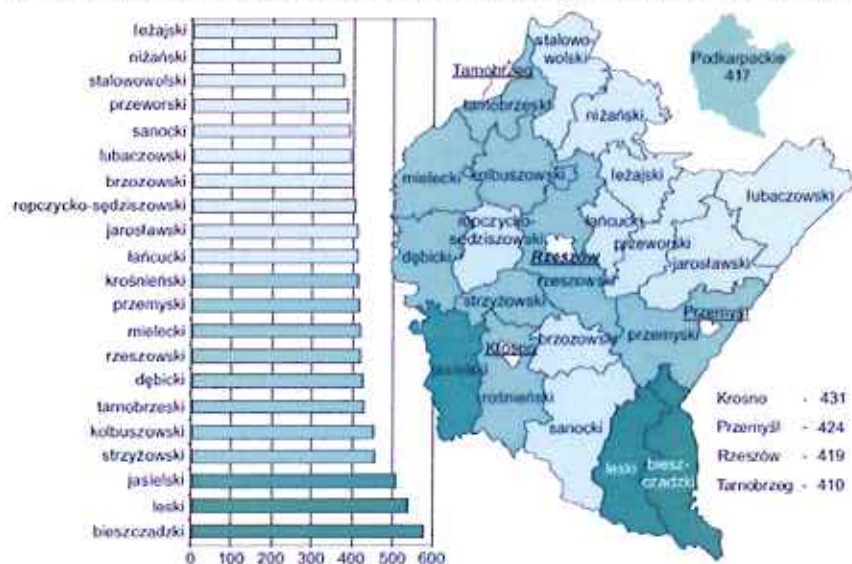 leżajski
niżański
stalowowolski
przeworski
sanocki
lubaczowski
brzozowski
ropczycko-sędziszowski
jarosławski
łańcucki
krośnieński
przemyski
mielecki
rzeszowski
dębicki
tarnobrzeski
kolbuszowski
strzyżowski
jasielski
leski
bieszczadzki
0 100 200 300 400 500 600
stalowo-
wolski
Tarnobrzeg
tarnobrzeski
niżański
Podkarpackie
417
mielecki
kolbuszowski
leżajski
lubaczowski
ropczycko-
sędziszowski
łańcucki
przeworski
jarosławski
dębicki
Rzeszów
rzeszowski
strzyżowski
Przemyśl
przemyski
brzozowski
Krosno
jasielski
rośnieński
sanocki
leski
biesz-
czadzki
Krosno - 431
Przemyśl - 424
Rzeszów - 419
Tarnobrzeg - 410